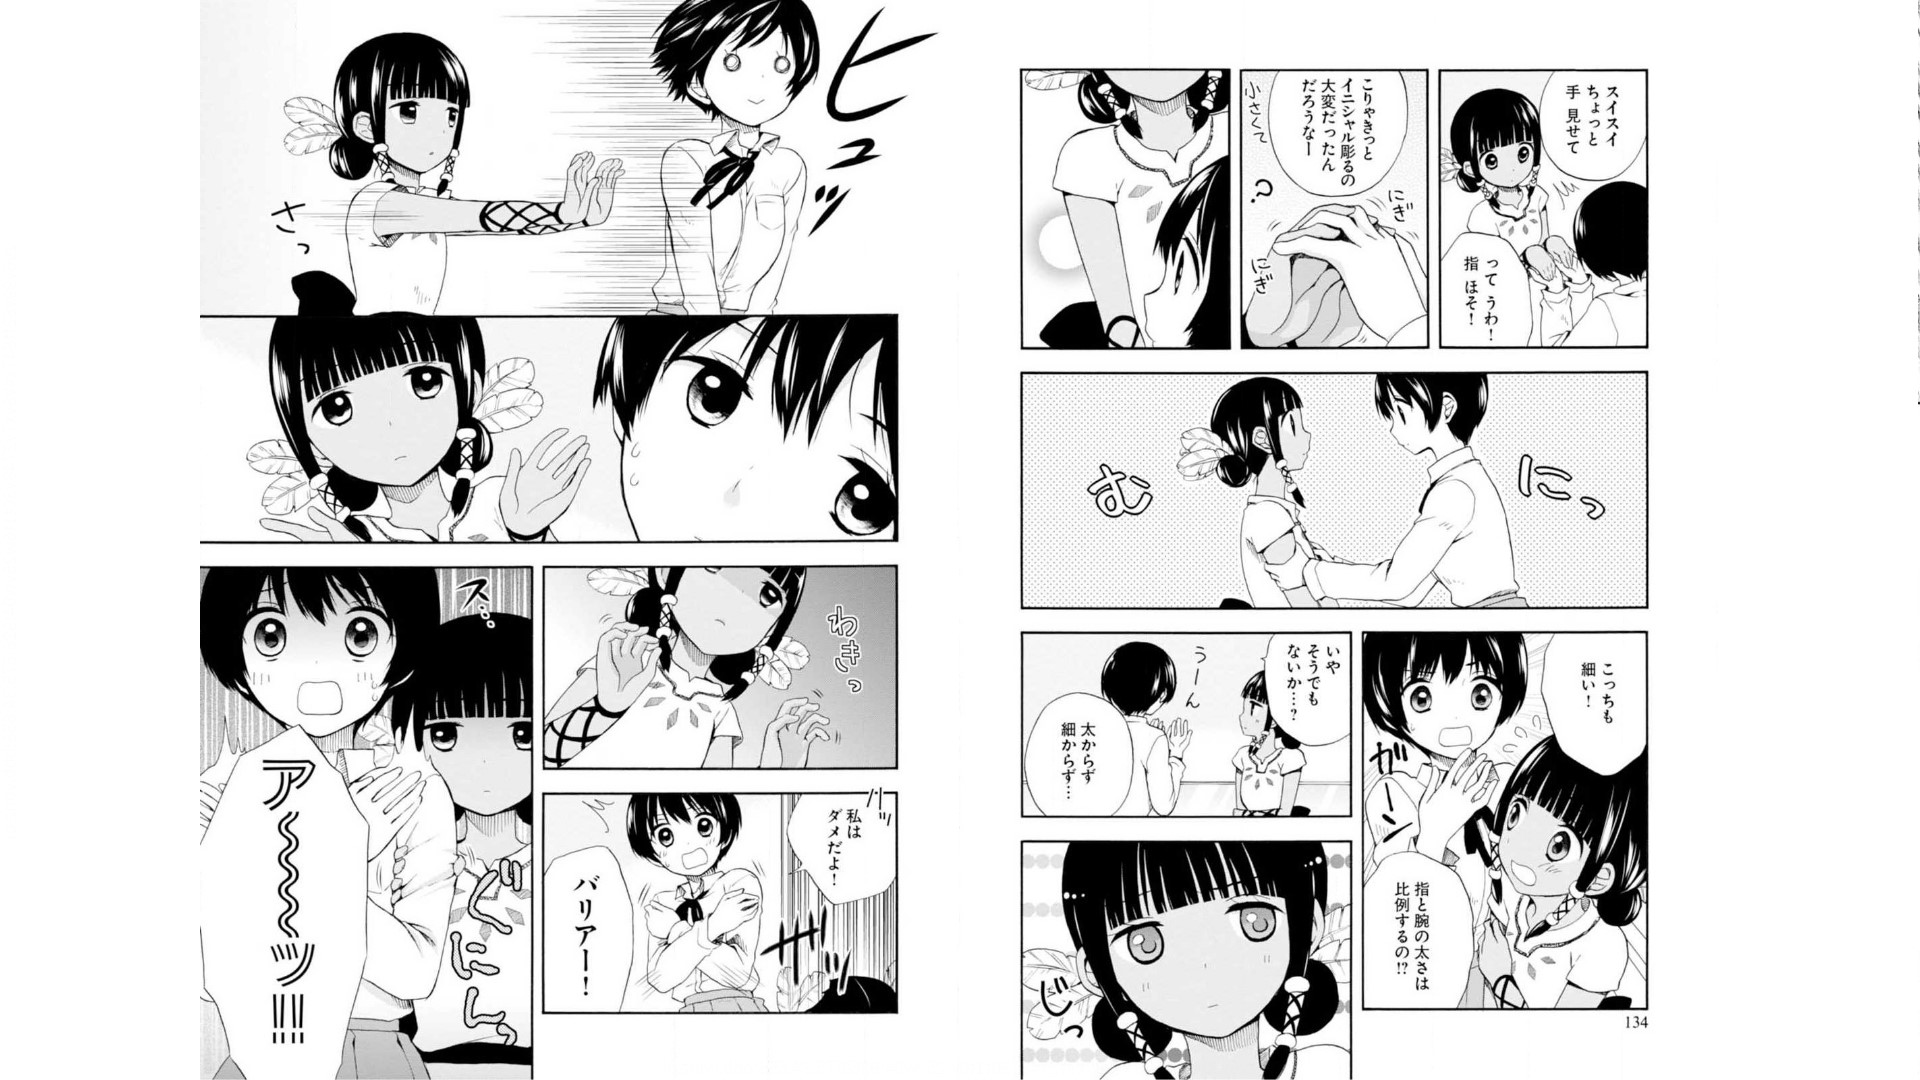 スイスイ
ちょっと
手 見せて
って うわ!
指 ほそ!
こりゃきっと
イニシャル彫るの
大変だったん
だろうなー
小さくて
?
にぎ
にぎ
にっ
む
こっちも
細い!
ガーン
指と腕の太さは
比例するの!?
いや
そうでも
ないか…?
うーん
太からず
細からず…
じっ
134
ヒュッ
さっ
わきっ
私は
ダメだよ!
バッ
バリアー!
ス…
ぐにんっ
ア〜〜〜ッ!!!!